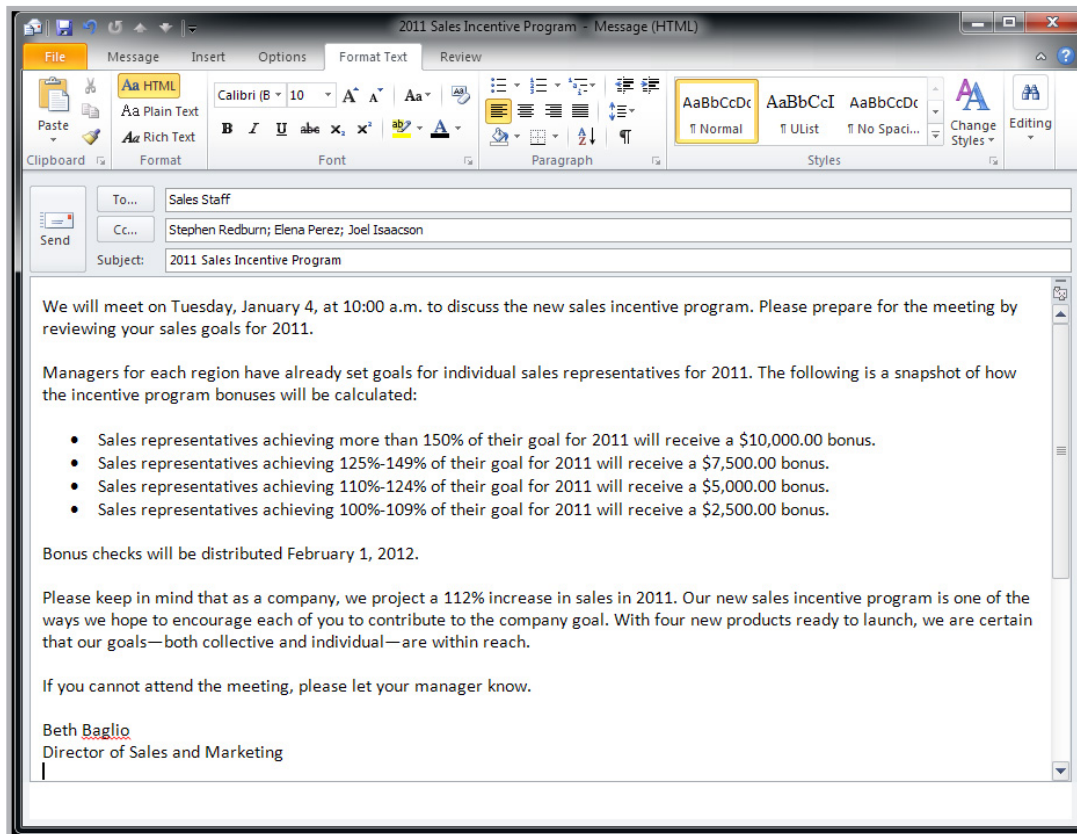 2011 Sales Incentive Program - Message (HTML)
File Message Insert Options Format Text Review
Paste
Clipboard
Aa HTML
Aa Plain Text
Aa Rich Text
Format
Calibri (B 10 A A Aa
B I U abc X₂ X² ab A
Font
Paragraph
AaBbCcDc AaBbCcI AaBbCcDc
¶ Normal ¶ UList ¶ No Spaci...
Change Styles
Styles
Editing
Send
To... Sales Staff
Cc... Stephen Redburn; Elena Perez; Joel Isaacson
Subject: 2011 Sales Incentive Program
We will meet on Tuesday, January 4, at 10:00 a.m. to discuss the new sales incentive program. Please prepare for the meeting by
reviewing your sales goals for 2011.
Managers for each region have already set goals for individual sales representatives for 2011. The following is a snapshot of how
the incentive program bonuses will be calculated:
• Sales representatives achieving more than 150% of their goal for 2011 will receive a $10,000.00 bonus.
• Sales representatives achieving 125%-149% of their goal for 2011 will receive a $7,500.00 bonus.
• Sales representatives achieving 110%-124% of their goal for 2011 will receive a $5,000.00 bonus.
• Sales representatives achieving 100%-109% of their goal for 2011 will receive a $2,500.00 bonus.
Bonus checks will be distributed February 1, 2012.
Please keep in mind that as a company, we project a 112% increase in sales in 2011. Our new sales incentive program is one of the
ways we hope to encourage each of you to contribute to the company goal. With four new products ready to launch, we are certain
that our goals—both collective and individual—are within reach.
If you cannot attend the meeting, please let your manager know.
Beth Baglio
Director of Sales and Marketing